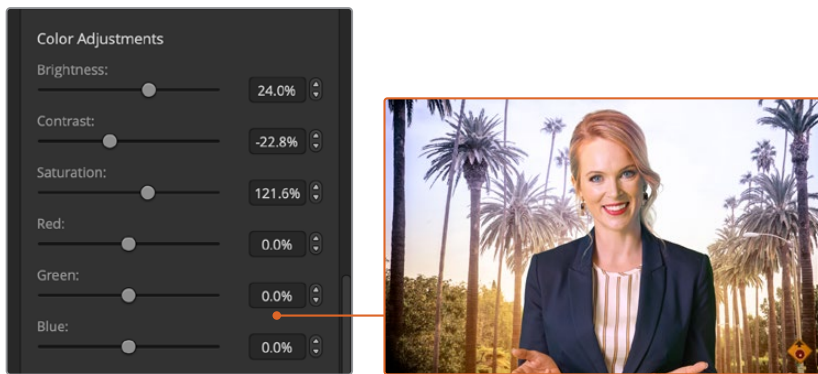 Color Adjustments
Brightness:
24.0%
Contrast:
-22.8%
Saturation:
121.6%
Red:
0.0%
Green:
0.0%
Blue:
0.0%